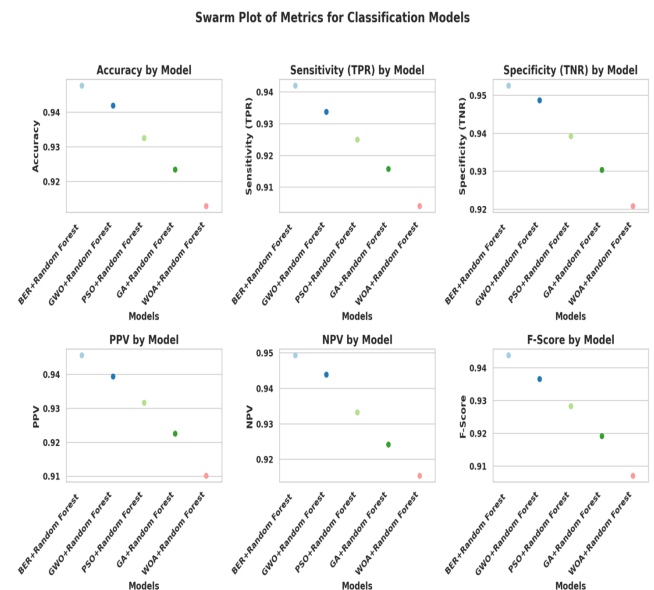 Swarm Plot of Metrics for Classification Models
Accuracy by Model
Accuracy
0.94
0.93
0.92
BER+Random Forest
GWO+Random Forest
PSO+Random Forest
GA+Random Forest
WOA+Random Forest
Models
Sensitivity (TPR) by Model
Sensitivity (TPR)
0.94
0.93
0.92
0.91
BER+Random Forest
GWO+Random Forest
PSO+Random Forest
GA+Random Forest
WOA+Random Forest
Models
Specificity (TNR) by Model
Specificity (TNR)
0.95
0.94
0.93
0.92
BER+Random Forest
GWO+Random Forest
PSO+Random Forest
GA+Random Forest
WOA+Random Forest
Models
PPV by Model
PPV
0.94
0.93
0.92
0.91
BER+Random Forest
GWO+Random Forest
PSO+Random Forest
GA+Random Forest
WOA+Random Forest
Models
NPV by Model
NPV
0.95
0.94
0.93
0.92
BER+Random Forest
GWO+Random Forest
PSO+Random Forest
GA+Random Forest
WOA+Random Forest
Models
F-Score by Model
F-Score
0.94
0.93
0.92
0.91
BER+Random Forest
GWO+Random Forest
PSO+Random Forest
GA+Random Forest
WOA+Random Forest
Models